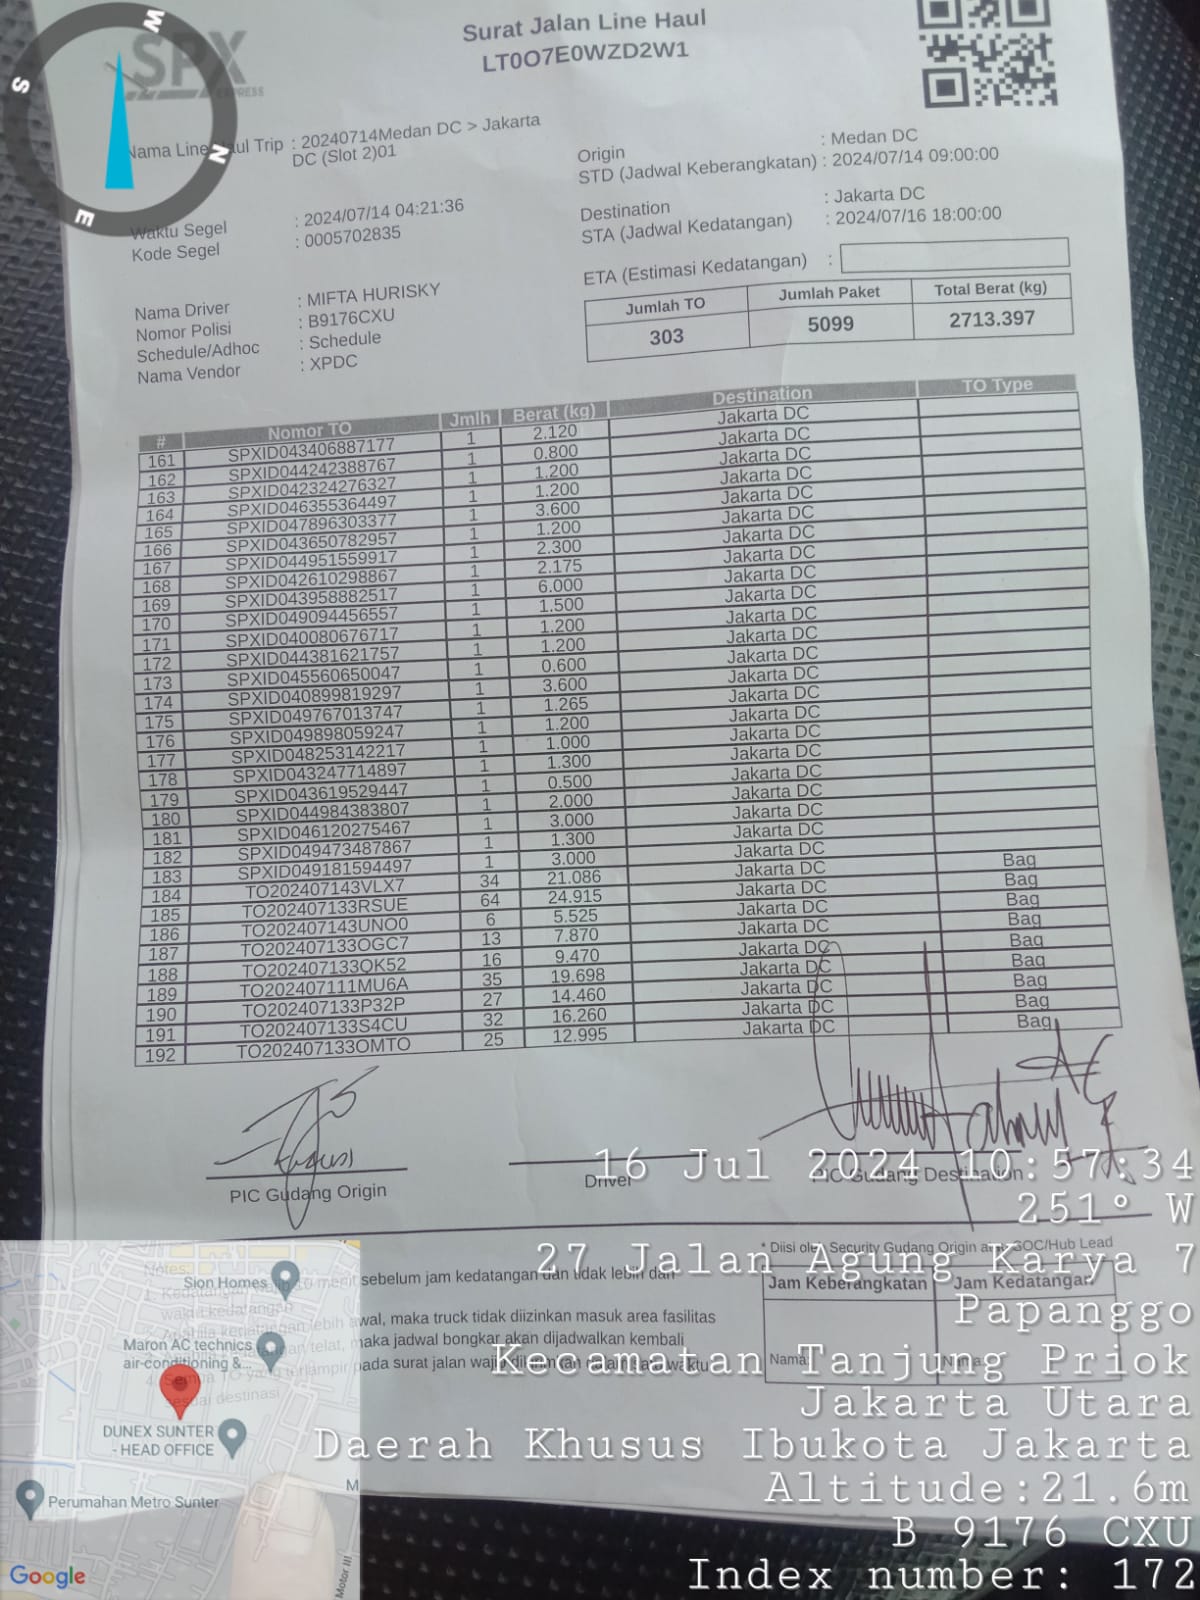 Surat Jalan Line Haul
LT0O7E0WZD2W1
SPX
EXPRESS
W
S
N
E
Nama Line Haul Trip : 20240714Medan DC > Jakarta
DC (Slot 2)01
Origin : Medan DC
STD (Jadwal Keberangkatan) : 2024/07/14 09:00:00
Waktu Segel : 2024/07/14 04:21:36
Kode Segel : 0005702835
Destination : Jakarta DC
STA (Jadwal Kedatangan) : 2024/07/16 18:00:00
ETA (Estimasi Kedatangan) :
Nama Driver : MIFTA HURISKY
Nomor Polisi : B9176CXU
Schedule/Adhoc : Schedule
Nama Vendor : XPDC
Jumlah TO Jumlah Paket Total Berat (kg)
303 5099 2713.397
# Nomor TO Jmlh Berat (kg) Destination TO Type
161 SPXID043406887177 1 2.120 Jakarta DC
162 SPXID044242388767 1 0.800 Jakarta DC
163 SPXID042324276327 1 1.200 Jakarta DC
164 SPXID046355364497 1 1.200 Jakarta DC
165 SPXID047896303377 1 3.600 Jakarta DC
166 SPXID043650782957 1 1.200 Jakarta DC
167 SPXID044951559917 1 2.300 Jakarta DC
168 SPXID042610298867 1 2.175 Jakarta DC
169 SPXID043958882517 1 6.000 Jakarta DC
170 SPXID049094456557 1 1.500 Jakarta DC
171 SPXID040080676717 1 1.200 Jakarta DC
172 SPXID044381621757 1 1.200 Jakarta DC
173 SPXID045560650047 1 0.600 Jakarta DC
174 SPXID040899819297 1 3.600 Jakarta DC
175 SPXID049767013747 1 1.265 Jakarta DC
176 SPXID049898059247 1 1.200 Jakarta DC
177 SPXID048253142217 1 1.000 Jakarta DC
178 SPXID043247714897 1 1.300 Jakarta DC
179 SPXID043619529447 1 0.500 Jakarta DC
180 SPXID044984383807 1 2.000 Jakarta DC
181 SPXID046120275467 1 3.000 Jakarta DC
182 SPXID049473487867 1 1.300 Jakarta DC
183 SPXID049181594497 1 3.000 Jakarta DC
184 TO202407143VLX7 34 21.086 Jakarta DC Bag
185 TO202407133RSUE 64 24.915 Jakarta DC Bag
186 TO202407143UNO0 6 5.525 Jakarta DC Bag
187 TO202407133OGC7 13 7.870 Jakarta DC Bag
188 TO202407133QK52 16 9.470 Jakarta DC Bag
189 TO202407111MU6A 35 19.698 Jakarta DC Bag
190 TO202407133P32P 27 14.460 Jakarta DC Bag
191 TO202407133S4CU 32 16.260 Jakarta DC Bag
192 TO202407133OMTO 25 12.995 Jakarta DC Bag
PIC Gudang Origin Driver PIC Gudang Destination
16 Jul 2024 10:57:34
251° W
* Diisi oleh Security Gudang Origin SOC/Hub Lead
27 Jalan Agung Karya 7
Jam Keberangkatan Jam Kedatangan
Nama: Nama:
Papanggo
Kecamatan Tanjung Priok
Jakarta Utara
Daerah Khusus Ibukota Jakarta
Altitude:21.6m
B 9176 CXU
Index number: 172
Notes:
1. Kedatangan menit sebelum jam kedatangan dan tidak lebih dari
waktu kedatangan
lebih awal, maka truck tidak diizinkan masuk area fasilitas
telat, maka jadwal bongkar akan dijadwalkan kembali
4. TO yang terlampir pada surat jalan
sesuai destinasi
Sion Homes
Maron AC technics
air-conditioning &...
DUNEX SUNTER
- HEAD OFFICE
Perumahan Metro Sunter
M
Motor III
Google